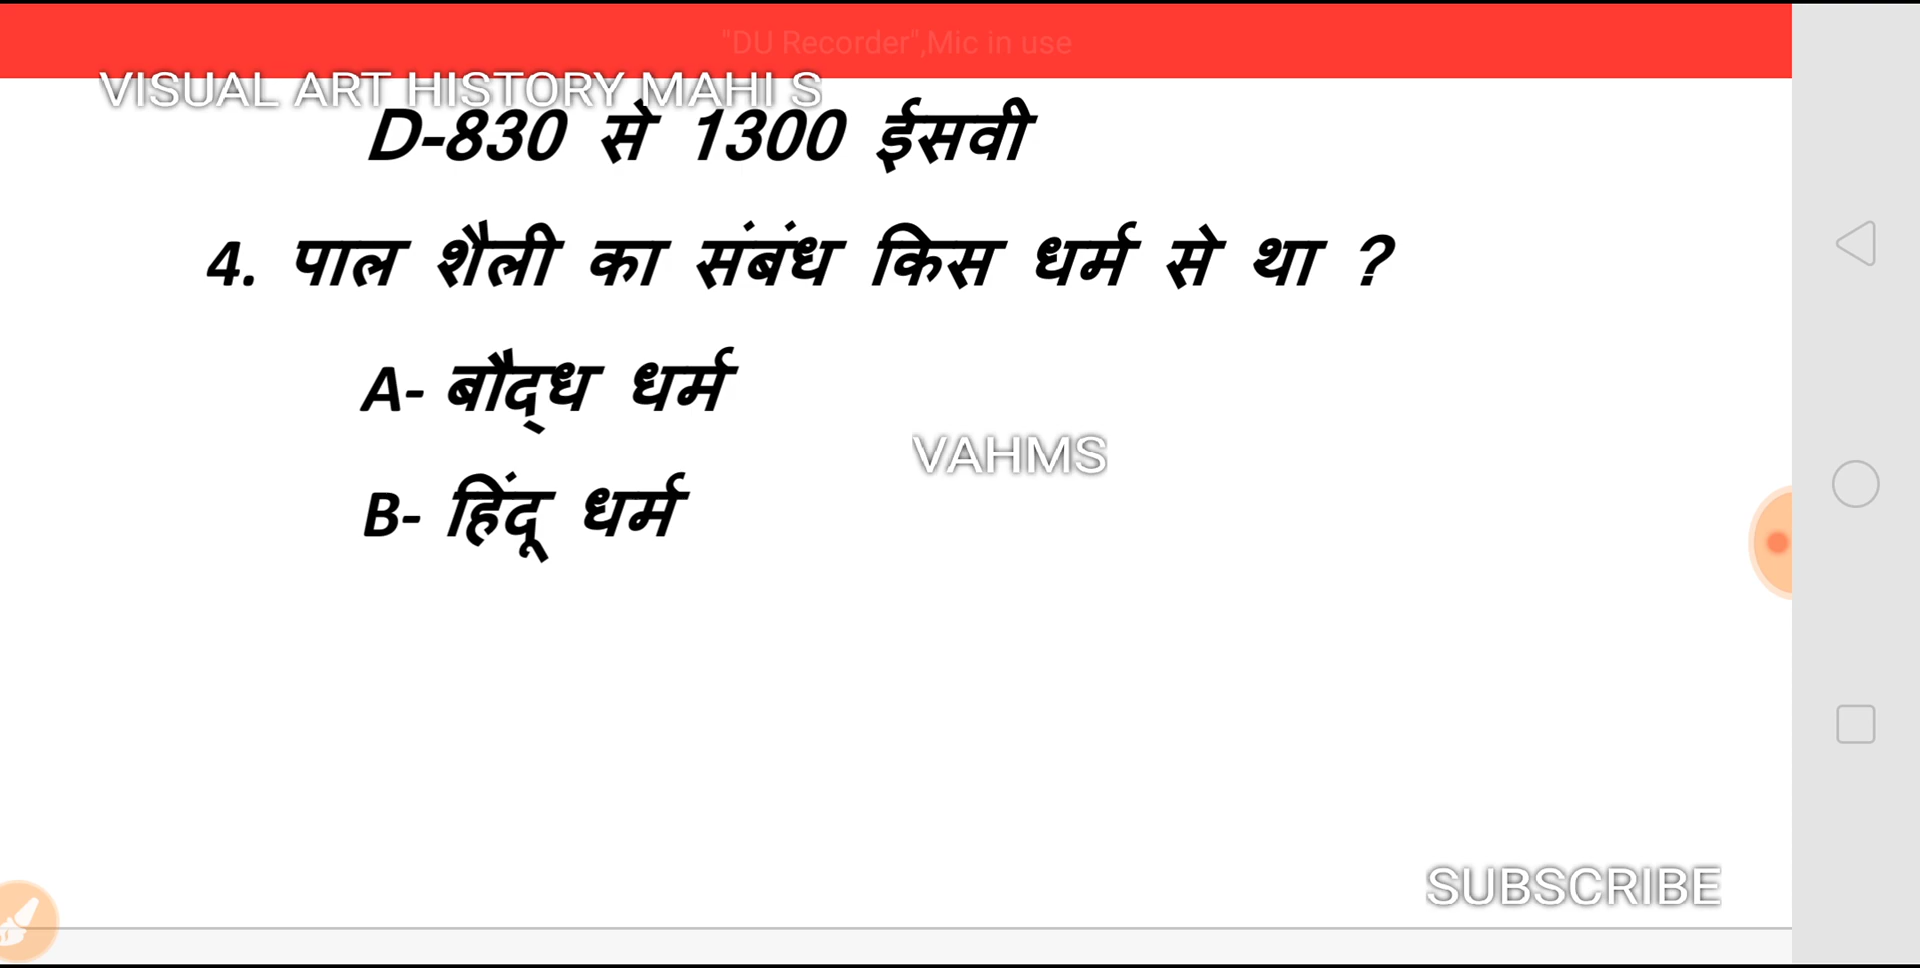 "DU Recorder",Mic in use
VISUAL ART HISTORY MAHI S
D-830 से 1300 ईसवी
4. पाल शैली का संबंध किस धर्म से था ?
A- बौद्ध धर्म
VAHMS
B- हिंदू धर्म
SUBSCRIBE